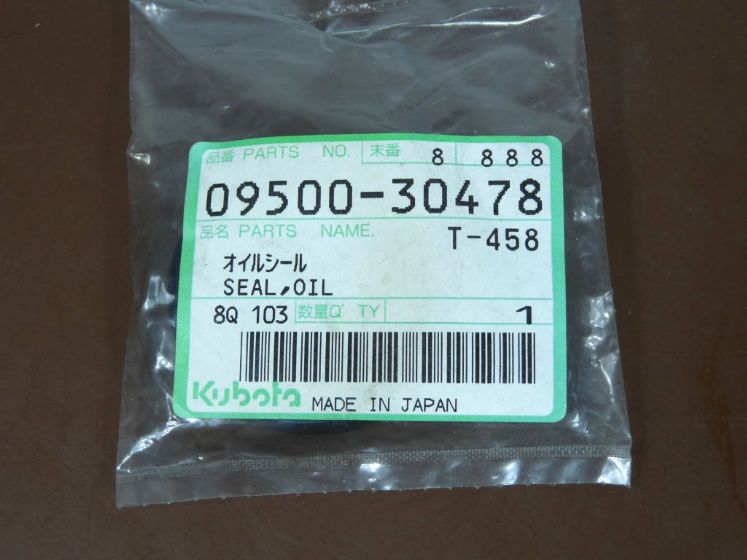 品番 PARTS NO. 末番 8 888
09500-30478
品名 PARTS NAME. T-458
オイルシール
SEAL,OIL
8Q 103 数量Q' TY 1
Kubota MADE IN JAPAN